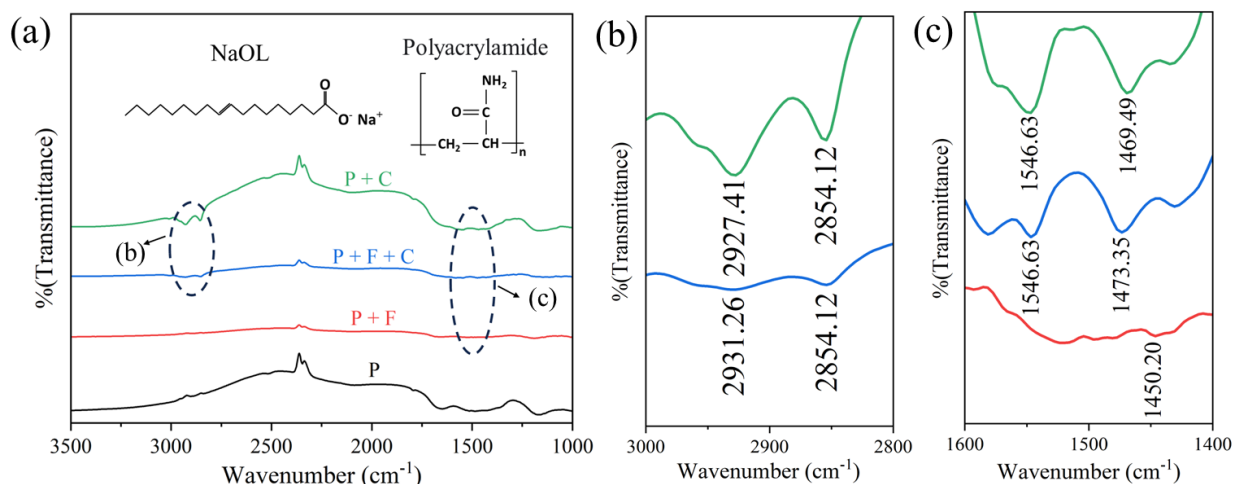 (a)
NaOL
O
O⁻ Na⁺
Polyacrylamide
NH₂
O=C
CH₂ CH n
%(Transmittance)
P + C
(b)
P + F + C
(c)
P + F
P
3500 3000 2500 2000 1500 1000
Wavenumber (cm⁻¹)
(b)
%(Transmittance)
2927.41
2854.12
2931.26
2854.12
3000 2900 2800
Wavenumber (cm⁻¹)
(c)
%(Transmittance)
1546.63
1469.49
1546.63
1473.35
1450.20
1600 1500 1400
Wavenumber (cm⁻¹)